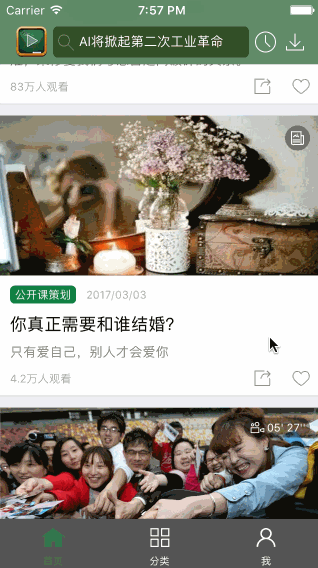 Carrier
7:57 PM
AI将掀起第二次工业革命
83万人观看
公开课策划
2017/03/03
你真正需要和谁结婚?
只有爱自己，别人才会爱你
4.2万人观看
05' 27''
首页
分类
我